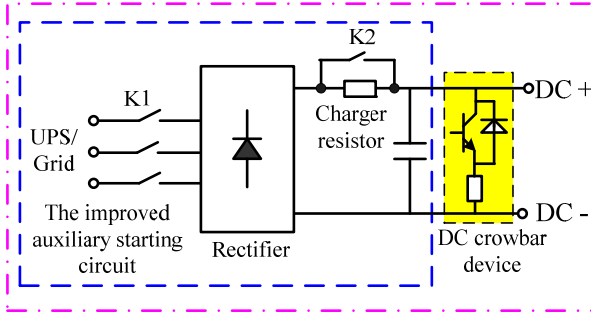 K2
K1
DC +
Charger
resistor
UPS/
Grid
The improved
auxiliary starting
circuit
Rectifier
DC -
DC crowbar
device